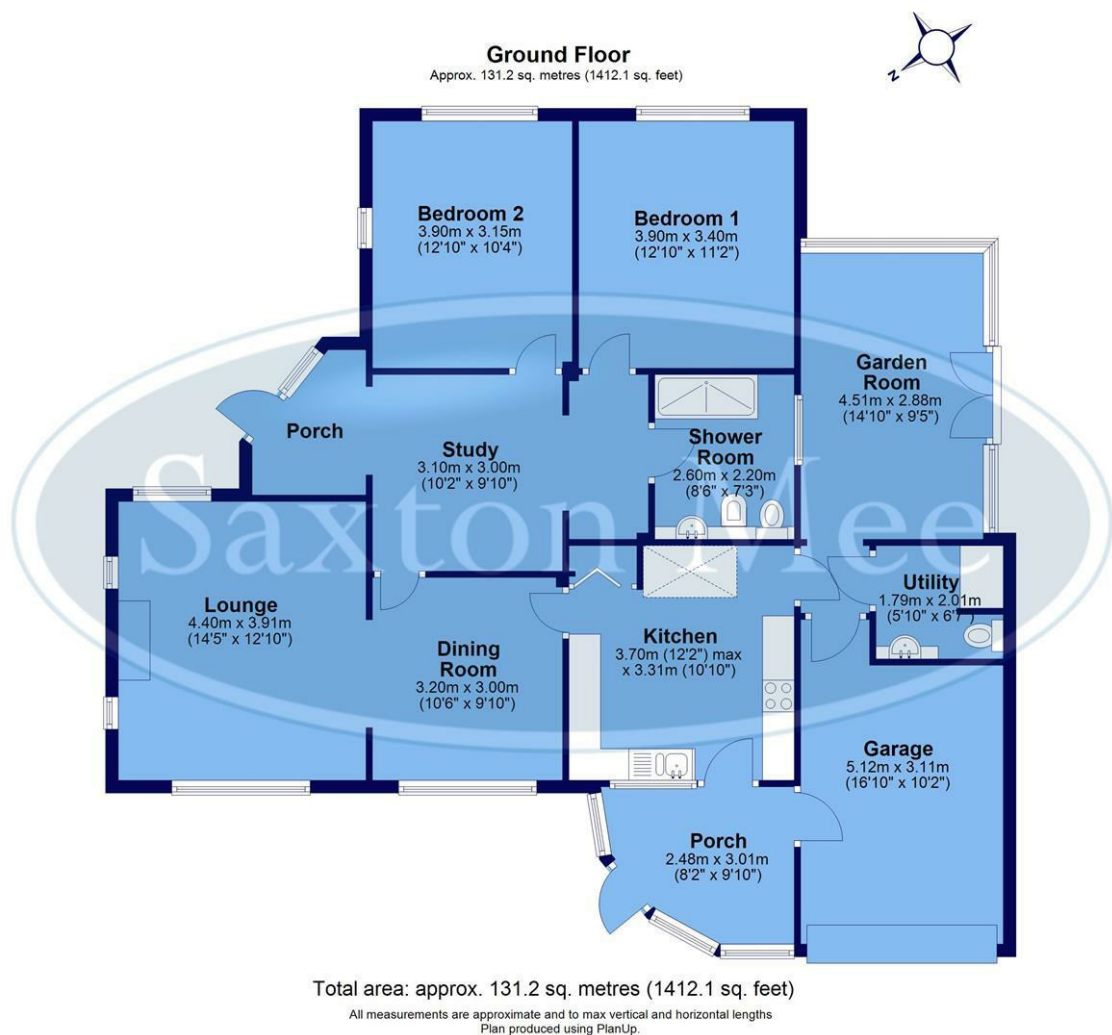 Ground Floor
Approx. 131.2 sq. metres (1412.1 sq. feet)
N
Bedroom 2
3.90m x 3.15m
(12'10" x 10'4")
Bedroom 1
3.90m x 3.40m
(12'10" x 11'2")
Garden
Room
4.51m x 2.88m
(14'10" x 9'5")
Porch
Study
3.10m x 3.00m
(10'2" x 9'10")
Shower
Room
2.60m x 2.20m
(8'6" x 7'3")
Saxton Mee
Lounge
4.40m x 3.91m
(14'5" x 12'10")
Dining
Room
3.20m x 3.00m
(10'6" x 9'10")
Kitchen
3.70m (12'2") max
x 3.31m (10'10")
Utility
1.79m x 2.01m
(5'10" x 6'7")
Garage
5.12m x 3.11m
(16'10" x 10'2")
Porch
2.48m x 3.01m
(8'2" x 9'10")
Total area: approx. 131.2 sq. metres (1412.1 sq. feet)
All measurements are approximate and to max vertical and horizontal lengths
Plan produced using PlanUp.